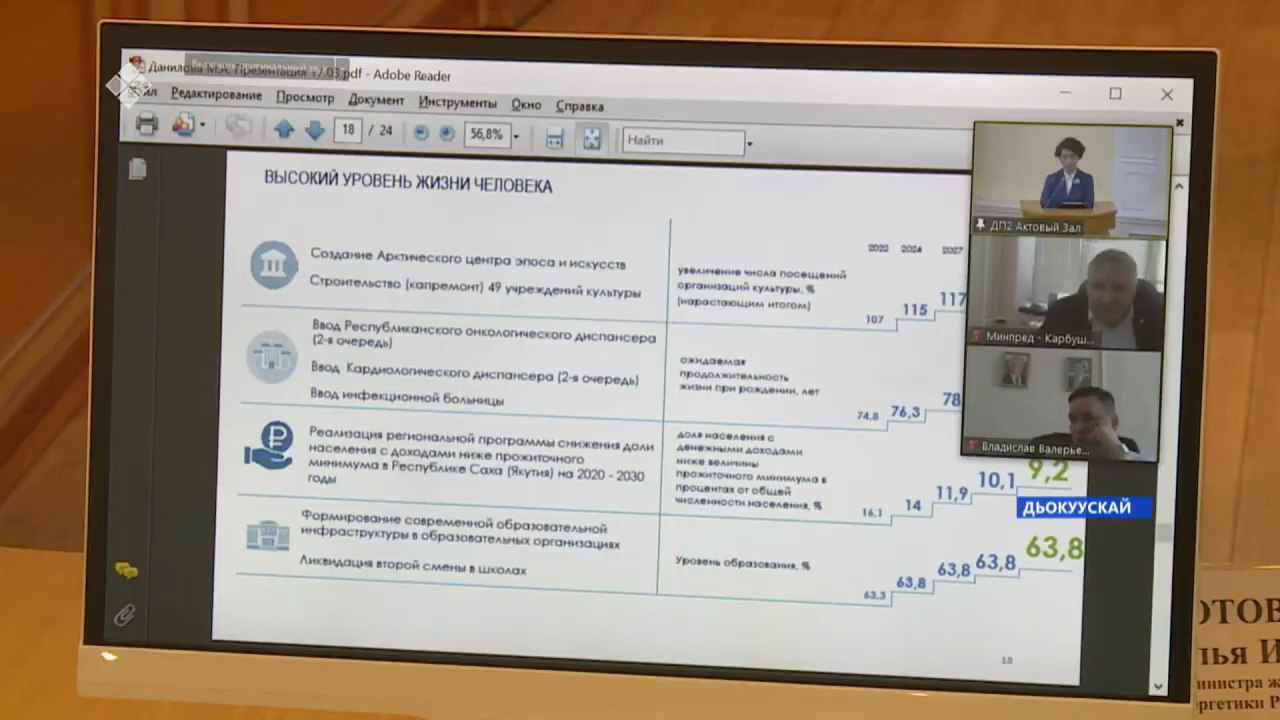 Данилова М.А. Презентация 17.03.pdf - Adobe Reader
Редактирование Просмотр Документ Инструменты Окно Справка
18 / 24
56,8%
Найти
ВЫСОКИЙ УРОВЕНЬ ЖИЗНИ ЧЕЛОВЕКА
Создание Арктического центра эпоса и искусств
Строительство (капремонт) 49 учреждений культуры
увеличение числа посещений
организаций культуры, %
(нарастающим итогом)
2022 2024 2027
107 115 117
Ввод Республиканского онкологического диспансера
(2-я очередь)
Ввод Кардиологического диспансера (2-я очередь)
Ввод инфекционной больницы
ожидаемая
продолжительность
жизни при рождении, лет
74,8 76,3 78
Реализация региональной программы снижения доли
населения с доходами ниже прожиточного
минимума в Республике Саха (Якутия) на 2020 - 2030
годы
доля населения с
денежными доходами
ниже величины
прожиточного минимума в
процентах от общей
численности населения, %
16,1 14 11,9 10,1 9,2
Формирование современной образовательной
инфраструктуры в образовательных организациях
Ликвидация второй смены в школах
Уровень образования, %
63,3 63,8 63,8 63,8 63,8
18
ДП2 Актовый Зал
Минпред - Карбуш...
Владислав Валерье...
ДЬОКУУСКАЙ
ОТОВ
лья И
инистра ж
ргетики Р